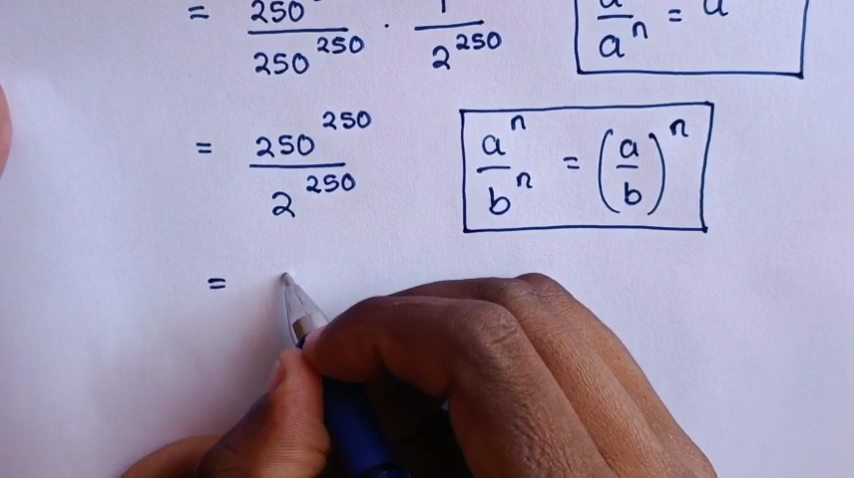 = 250 / 250^250 · 1 / 2^250
a / a^n = a
= 250^250 / 2^250
a^n / b^n = (a / b)^n
=